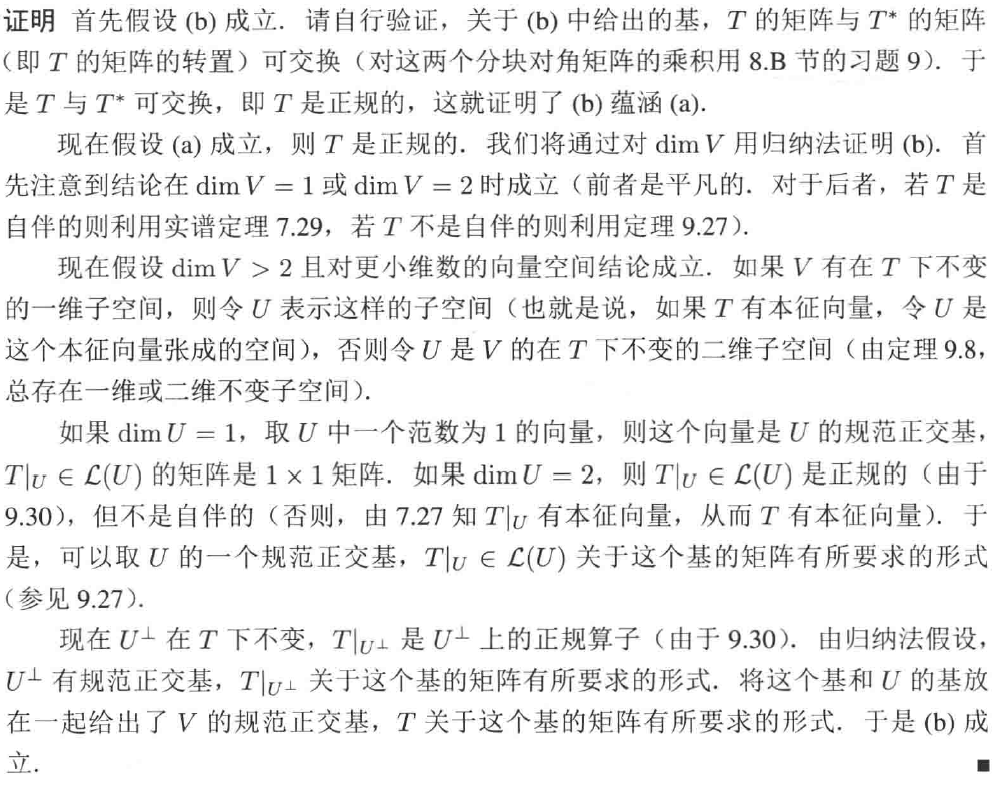 证明 首先假设 (b) 成立．请自行验证，关于 (b) 中给出的基，T 的矩阵与 T* 的矩阵
（即 T 的矩阵的转置）可交换（对这两个分块对角矩阵的乘积用 8.B 节的习题 9）．于
是 T 与 T* 可交换，即 T 是正规的，这就证明了 (b) 蕴涵 (a)．
现在假设 (a) 成立，则 T 是正规的．我们将通过对 dim V 用归纳法证明 (b)．首
先注意到结论在 dim V = 1 或 dim V = 2 时成立（前者是平凡的．对于后者，若 T 是
自伴的则利用实谱定理 7.29，若 T 不是自伴的则利用定理 9.27）．
现在假设 dim V > 2 且对更小维数的向量空间结论成立．如果 V 有在 T 下不变
的一维子空间，则令 U 表示这样的子空间（也就是说，如果 T 有本征向量，令 U 是
这个本征向量张成的空间），否则令 U 是 V 的在 T 下不变的二维子空间（由定理 9.8，
总存在一维或二维不变子空间）．
如果 dim U = 1，取 U 中一个范数为 1 的向量，则这个向量是 U 的规范正交基，
T|_U ∈ ℒ(U) 的矩阵是 1 × 1 矩阵．如果 dim U = 2，则 T|_U ∈ ℒ(U) 是正规的（由于
9.30），但不是自伴的（否则，由 7.27 知 T|_U 有本征向量，从而 T 有本征向量）．于
是，可以取 U 的一个规范正交基，T|_U ∈ ℒ(U) 关于这个基的矩阵有所要求的形式
（参见 9.27）．
现在 U^⊥ 在 T 下不变，T|_{U^⊥} 是 U^⊥ 上的正规算子（由于 9.30）．由归纳法假设，
U^⊥ 有规范正交基，T|_{U^⊥} 关于这个基的矩阵有所要求的形式．将这个基和 U 的基放
在一起给出了 V 的规范正交基，T 关于这个基的矩阵有所要求的形式．于是 (b) 成
立． ■